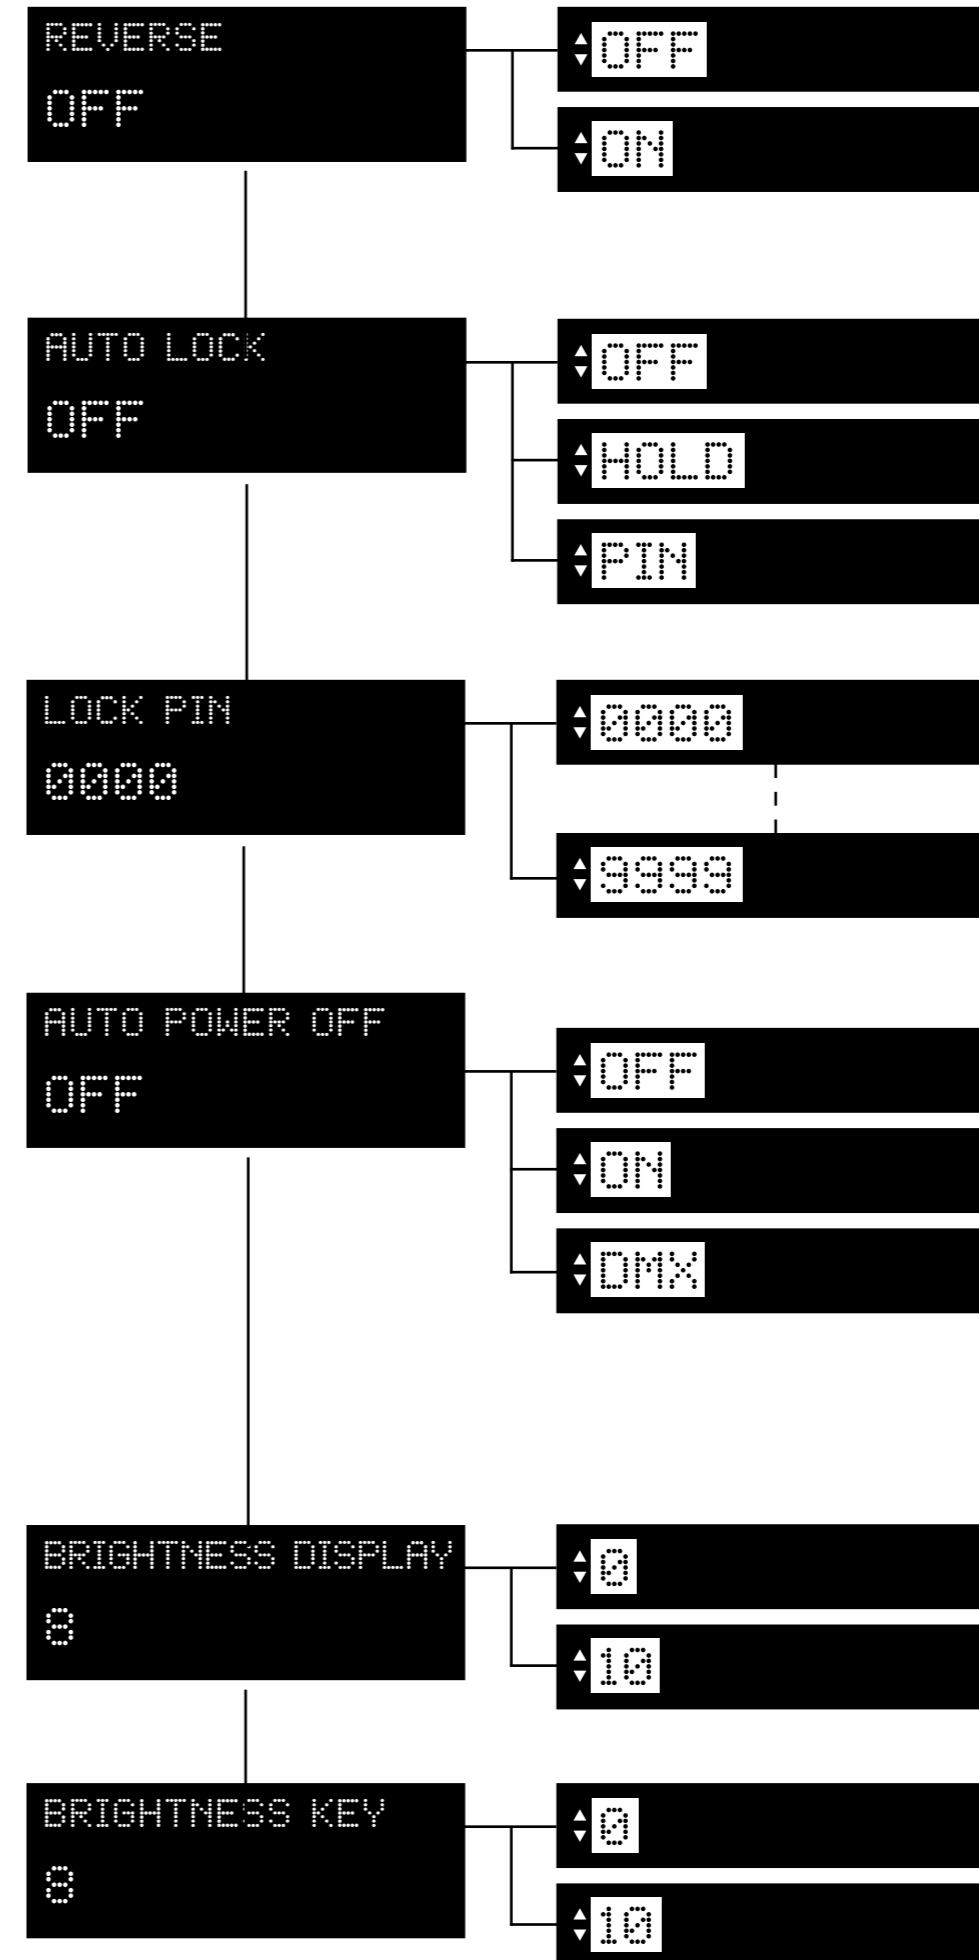 REVERSE
OFF
OFF
ON
AUTO LOCK
OFF
OFF
HOLD
PIN
LOCK PIN
0000
0000
9999
AUTO POWER OFF
OFF
OFF
ON
DMX
BRIGHTNESS DISPLAY
8
0
10
BRIGHTNESS KEY
8
0
10